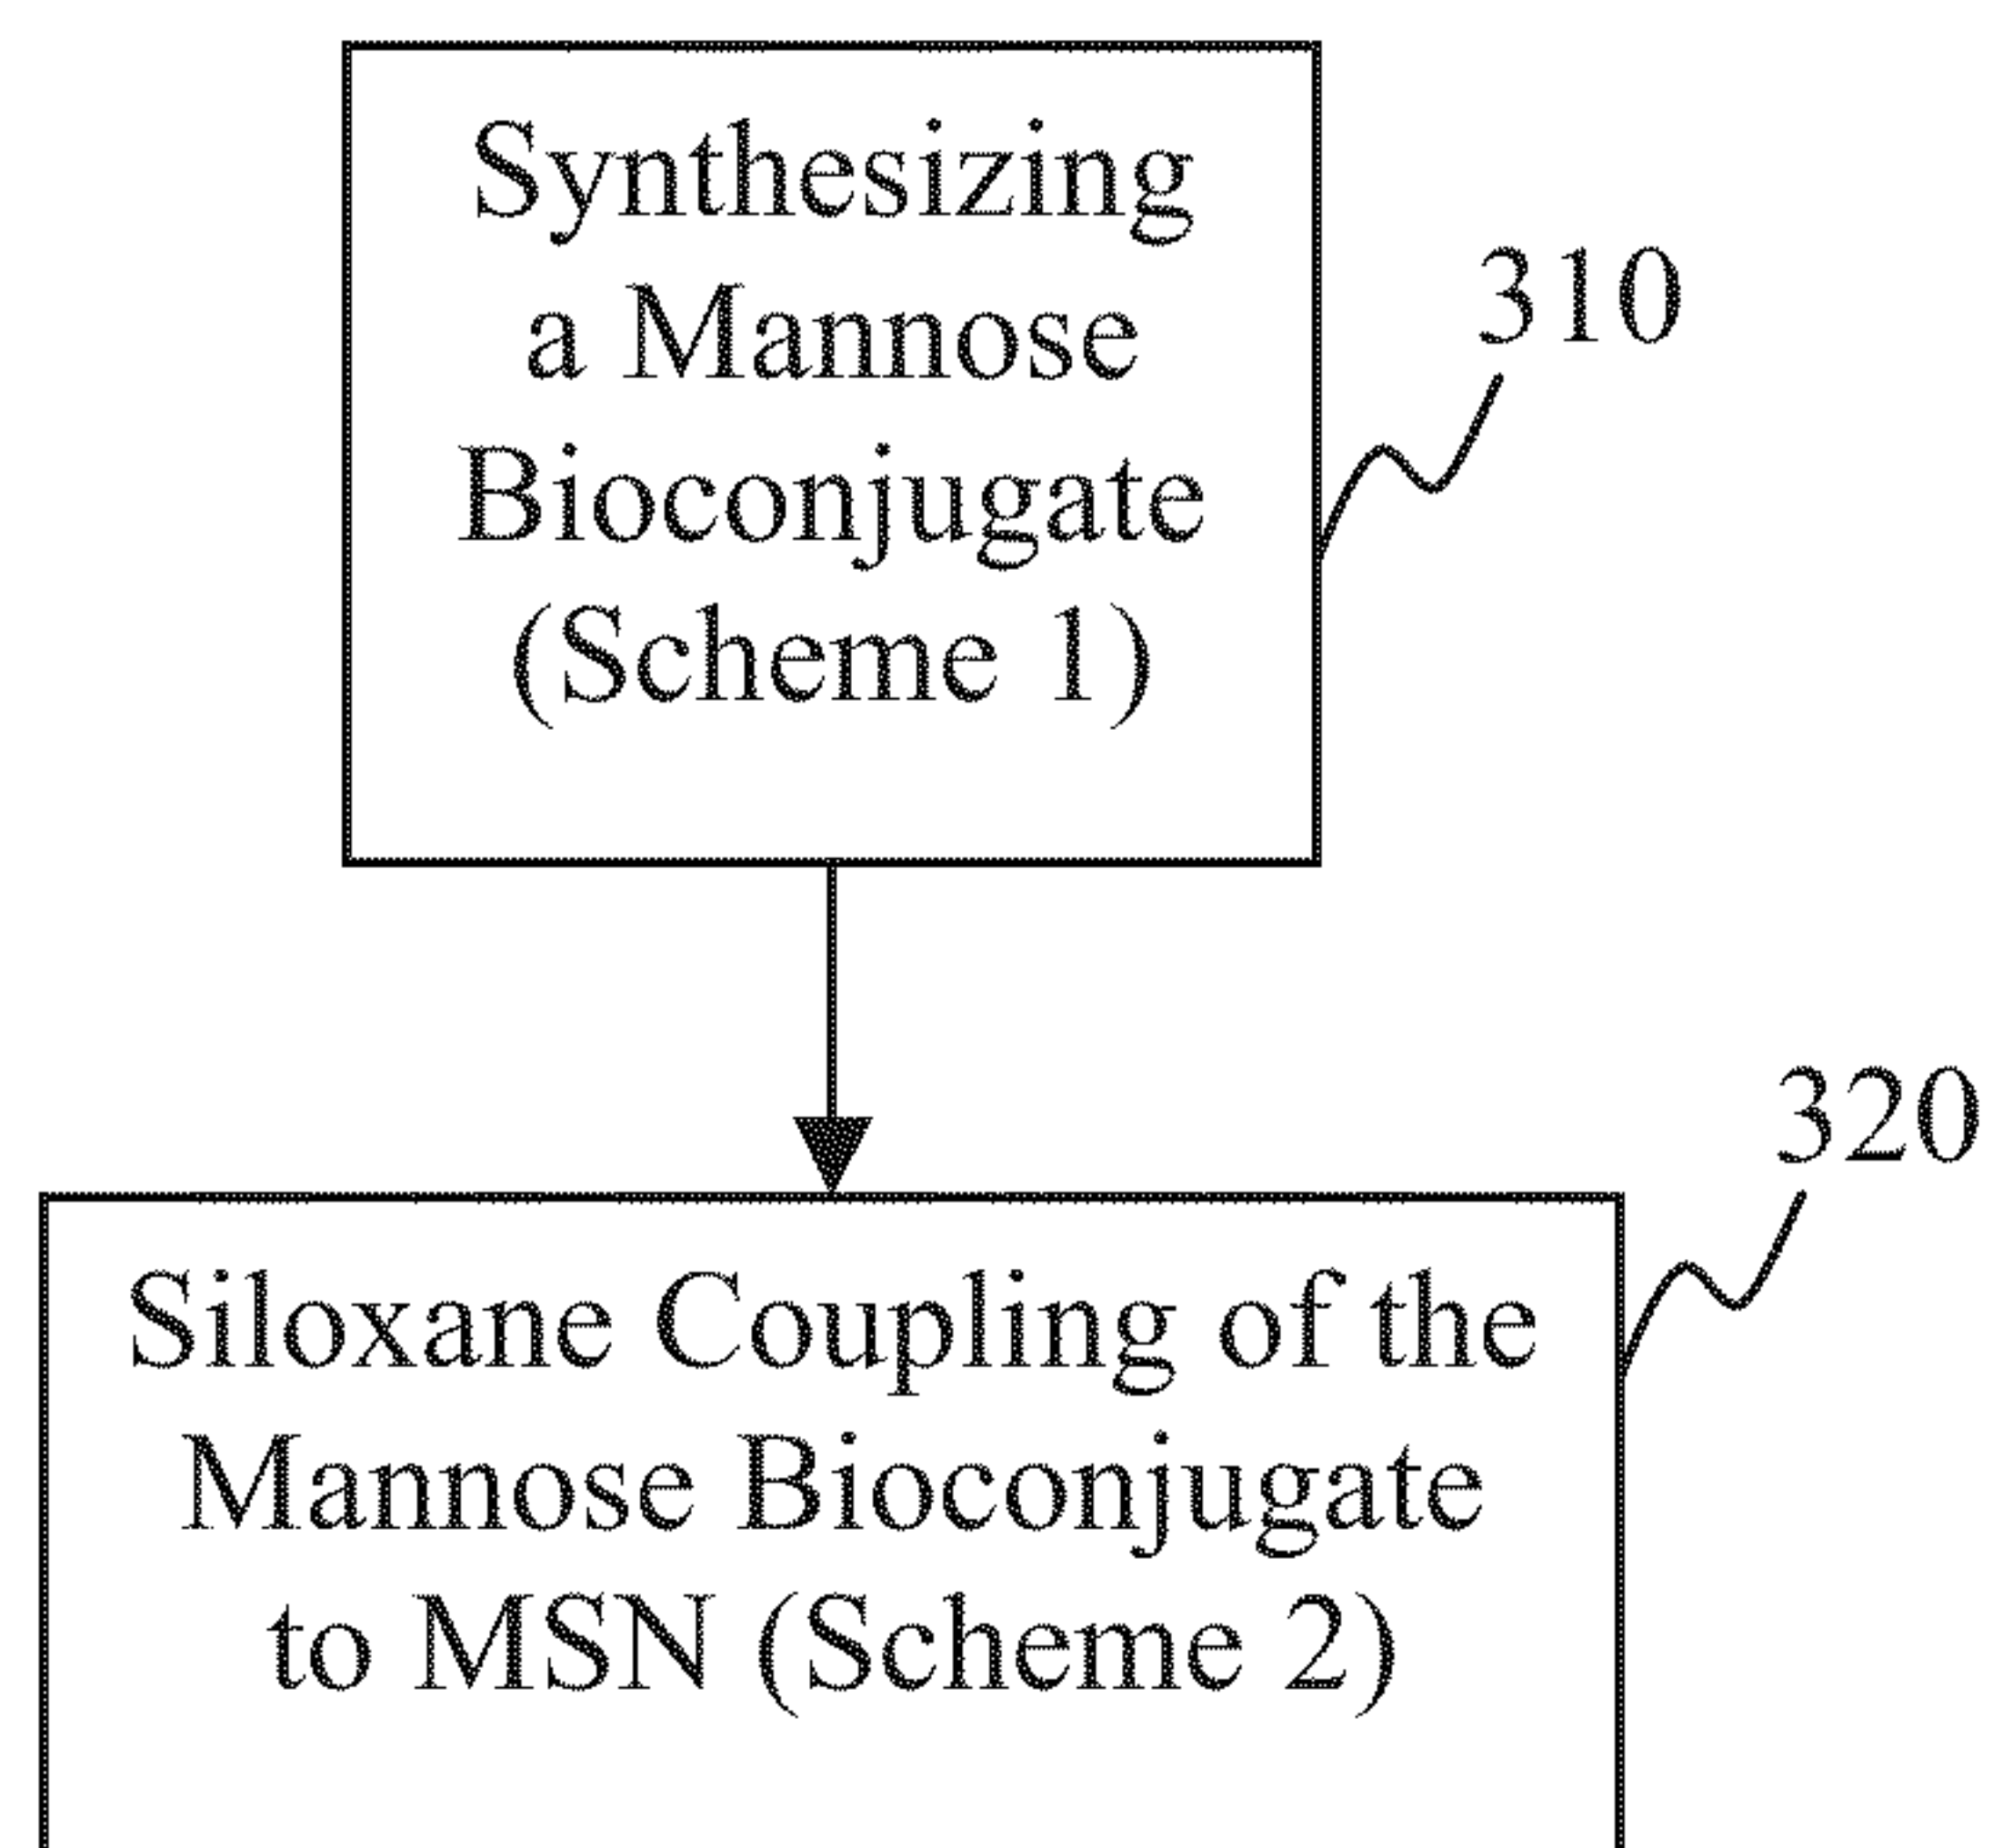 Synthesizing
a Mannose
Bioconjugate
(Scheme 1)
310
320
Siloxane Coupling of the
Mannose Bioconjugate
to MSN (Scheme 2)